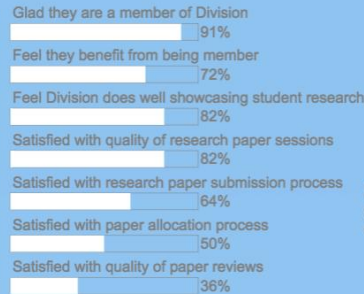 Glad they are a member of Division
91%
Feel they benefit from being member
72%
Feel Division does well showcasing student research
82%
Satisfied with quality of research paper sessions
82%
Satisfied with research paper submission process
64%
Satisfied with paper allocation process
50%
Satisfied with quality of paper reviews
36%